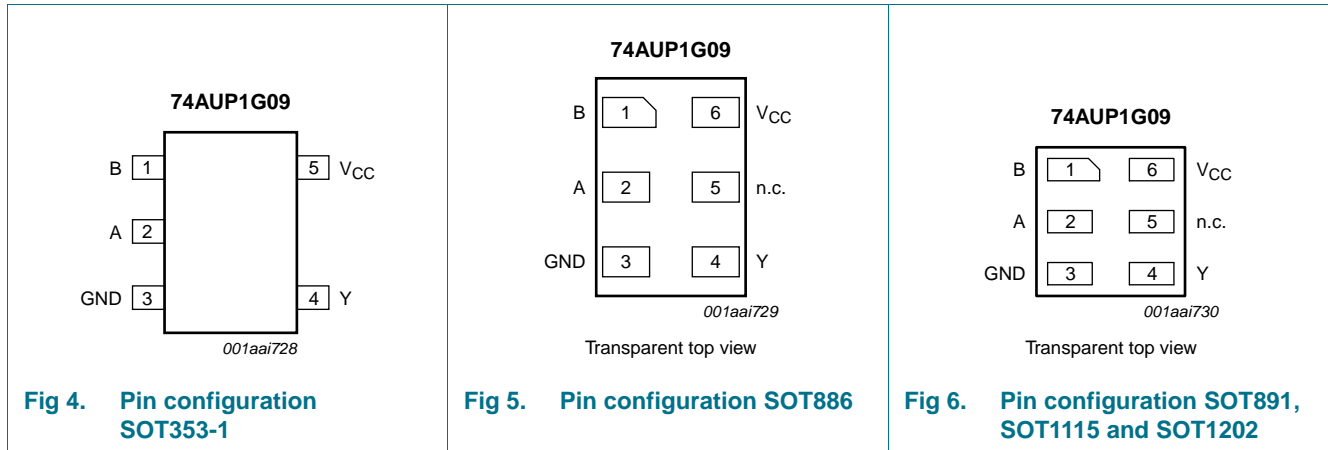 74AUP1G09
B 1 5 VCC
A 2
GND 3 4 Y
001aai728
Fig 4. Pin configuration
SOT353-1
74AUP1G09
B 1 6 VCC
A 2 5 n.c.
GND 3 4 Y
001aai729
Transparent top view
Fig 5. Pin configuration SOT886
74AUP1G09
B 1 6 VCC
A 2 5 n.c.
GND 3 4 Y
001aai730
Transparent top view
Fig 6. Pin configuration SOT891,
SOT1115 and SOT1202